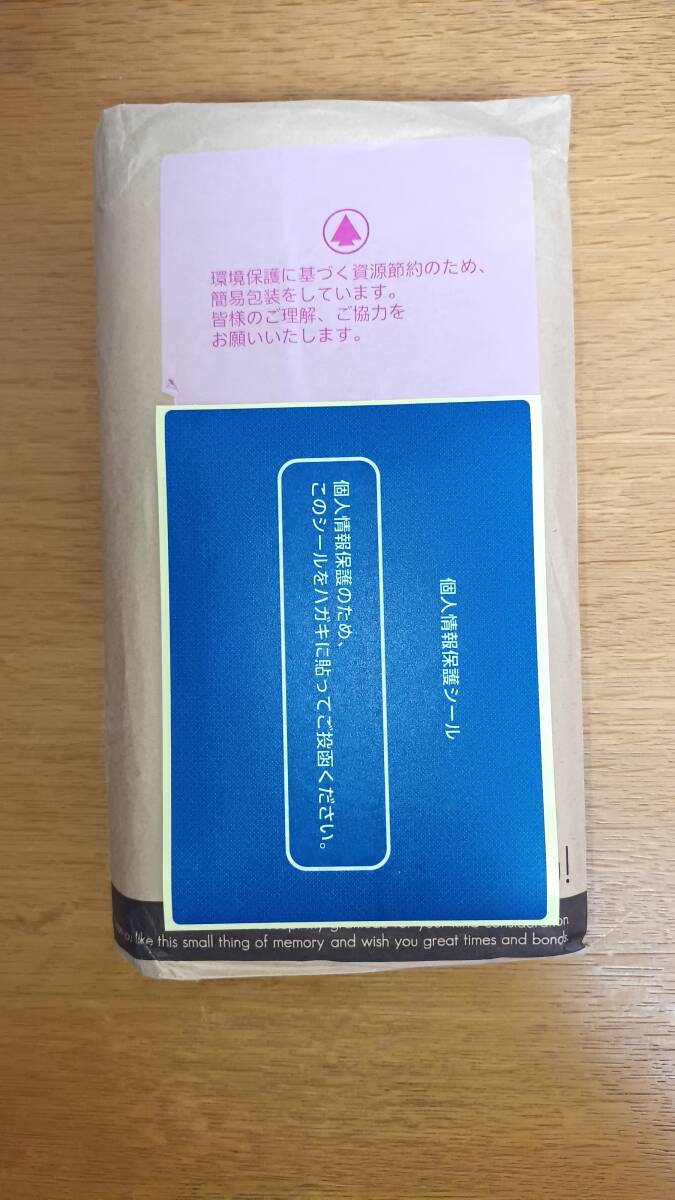 環境保護に基づく資源節約のため、
簡易包装をしています。
皆様のご理解、ご協力を
お願いいたします。
個人情報保護シール
個人情報保護のため、
このシールをハガキに貼ってご投函ください。
!
consideration
like this small thing of memory and wish you great times and bonds